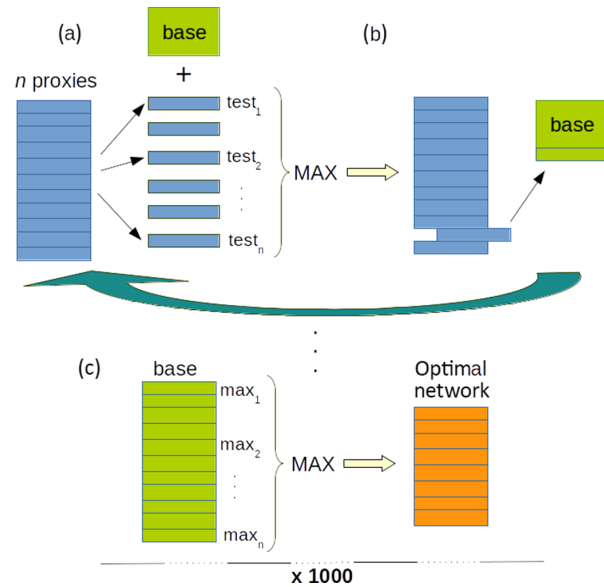 (a)
base
(b)
+
n proxies
test1
test2
MAX
base
testn
(c)
base
Optimal
network
max1
max2
MAX
maxn
x 1000